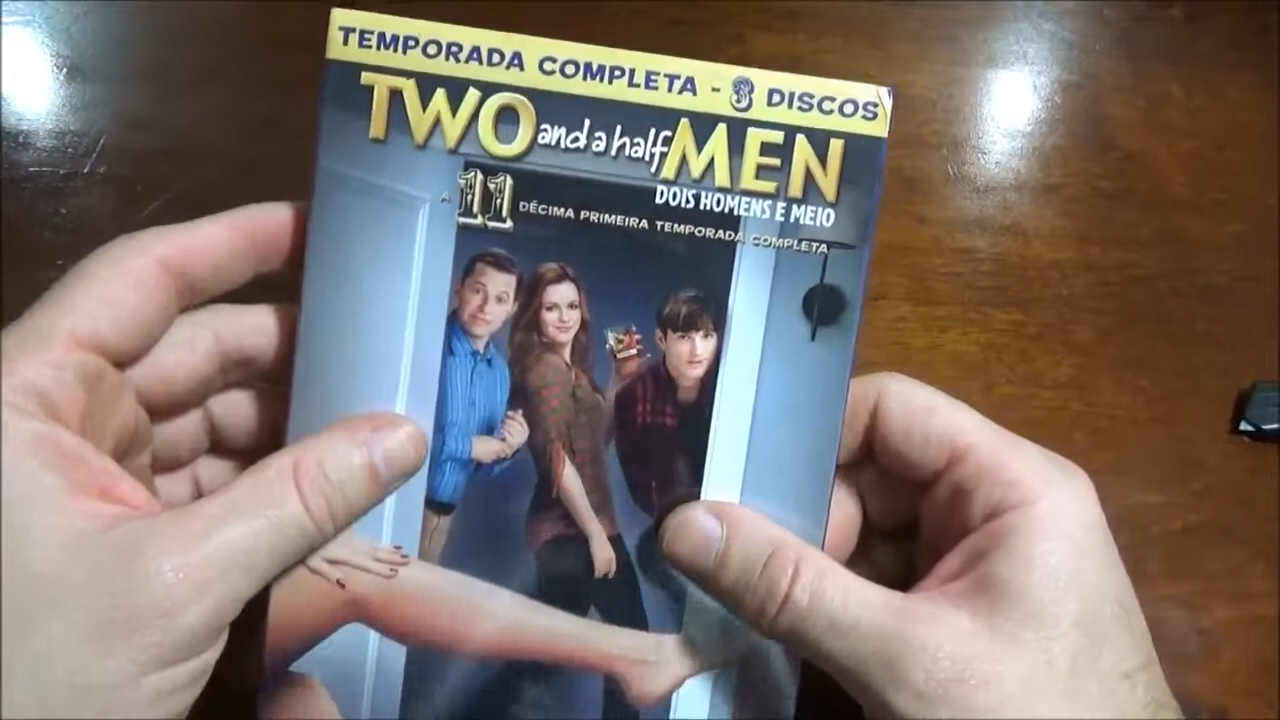 TEMPORADA COMPLETA - 3 DISCOS
TWO and a half MEN
DOIS HOMENS E MEIO
A 11 DÉCIMA PRIMEIRA TEMPORADA COMPLETA